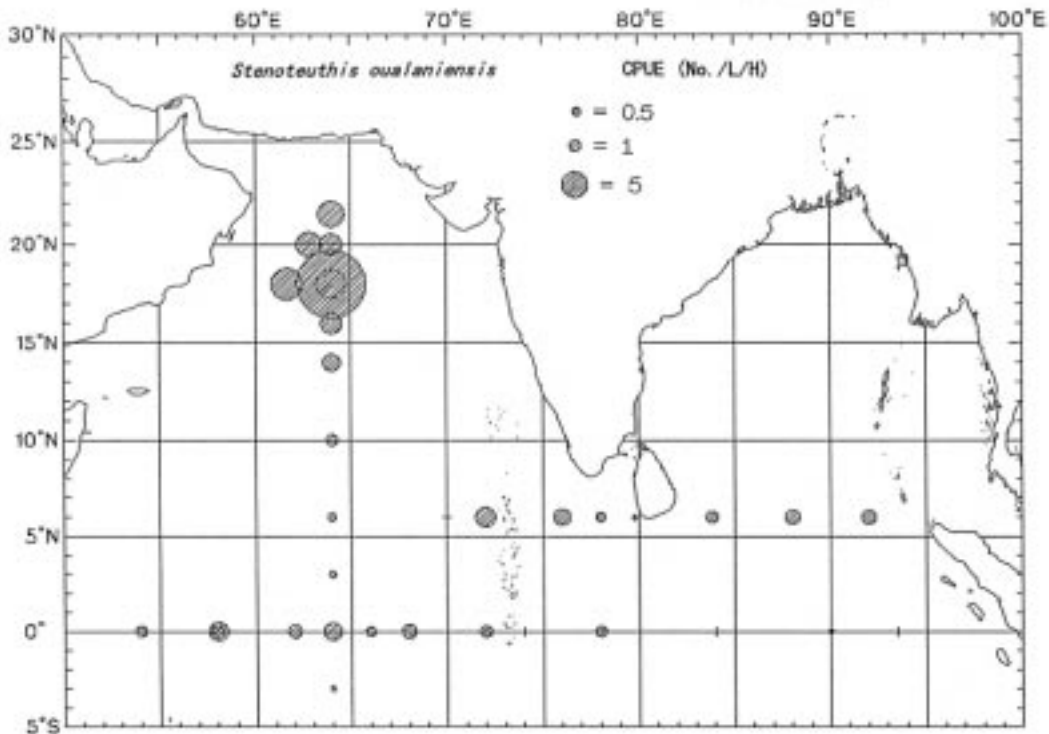 60°E 70°E 80°E 90°E 100°E
30°N
Stenoteuthis oualaniensis CPUE (No./L/H)
= 0.5
25°N
= 1
= 5
20°N
15°N
10°N
5°N
0°
5°S